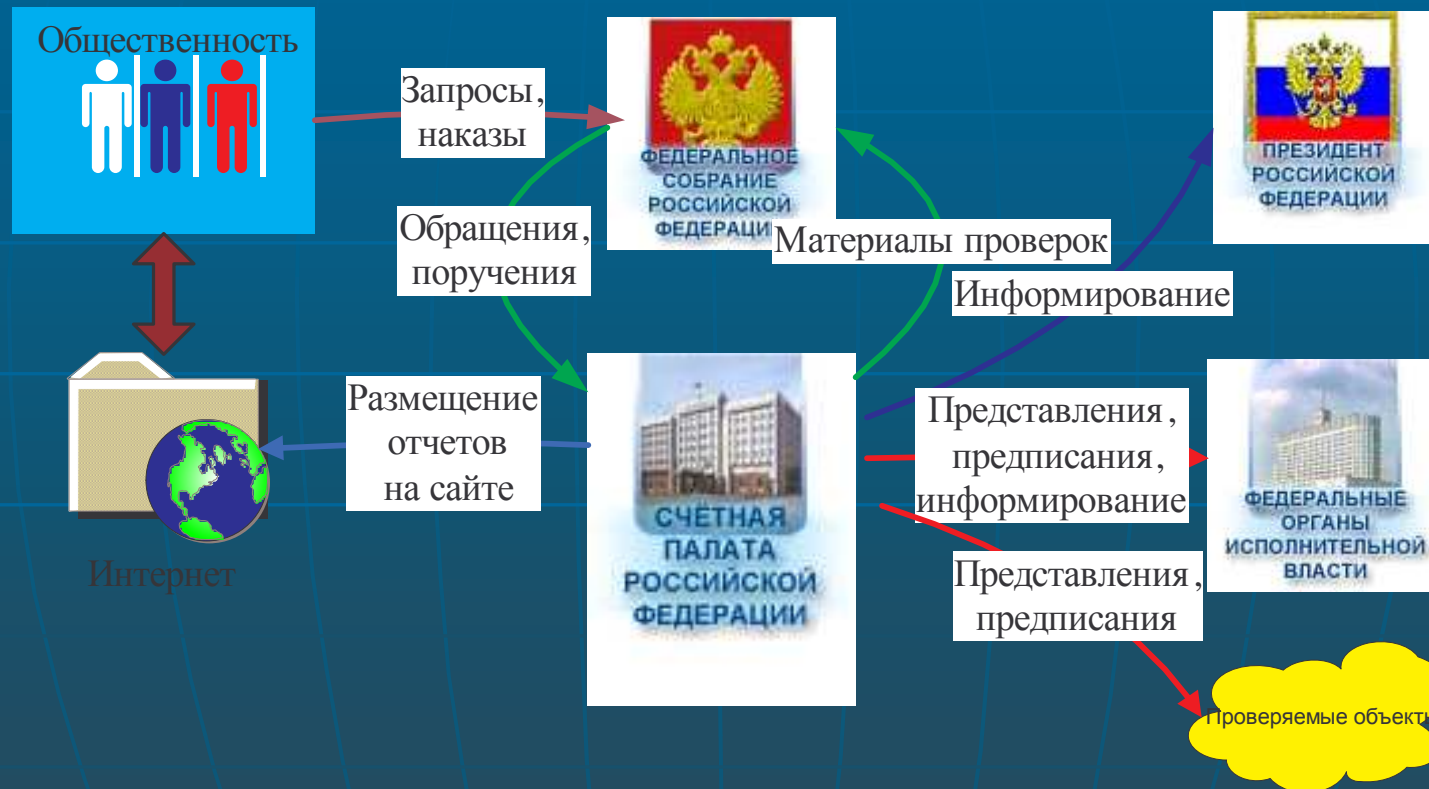 Общественность
Запросы,
наказы
ФЕДЕРАЛЬНОЕ
СОБРАНИЕ
РОССИЙСКОЙ
ФЕДЕРАЦИ
ПРЕЗИДЕНТ
РОССИЙСКОЙ
ФЕДЕРАЦИИ
Обращения,
поручения
Материалы проверок
Информирование
Размещение
отчетов
на сайте
Интернет
СЧЁТНАЯ
ПАЛАТА
РОССИЙСКОЙ
ФЕДЕРАЦИИ
Представления,
предписания,
информирование
ФЕДЕРАЛЬНЫЕ
ОРГАНЫ
ИСПОЛНИТЕЛЬНОЙ
ВЛАСТИ
Представления,
предписания
Проверяемые объекты